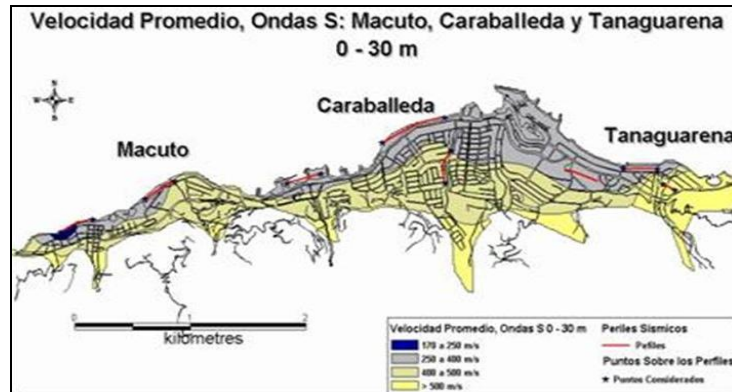 Velocidad Promedio, Ondas S: Macuto, Caraballeda y Tanaguarena
0 - 30 m
N
W E
S
Caraballeda
Macuto
Tanaguarena
0 1 2
kilometres
Velocidad Promedio, Ondas S 0 - 30 m
170 a 250 m/s
250 a 400 m/s
400 a 500 m/s
> 500 m/s
Perfiles Sísmicos
Perfiles
Puntos Sobre los Perfiles
Puntos Considerados